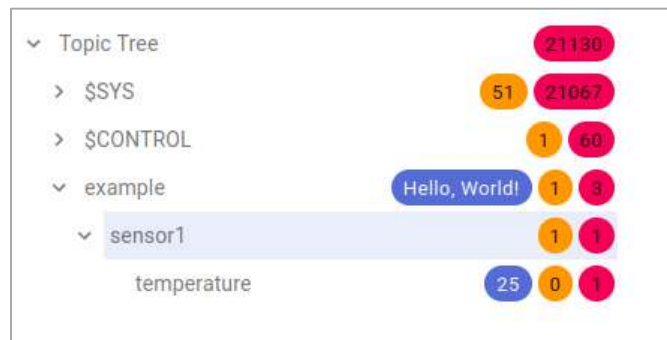 Topic Tree 21130
$SYS 51 21067
$CONTROL 1 60
example Hello, World! 1 3
sensor1 1 1
temperature 25 0 1